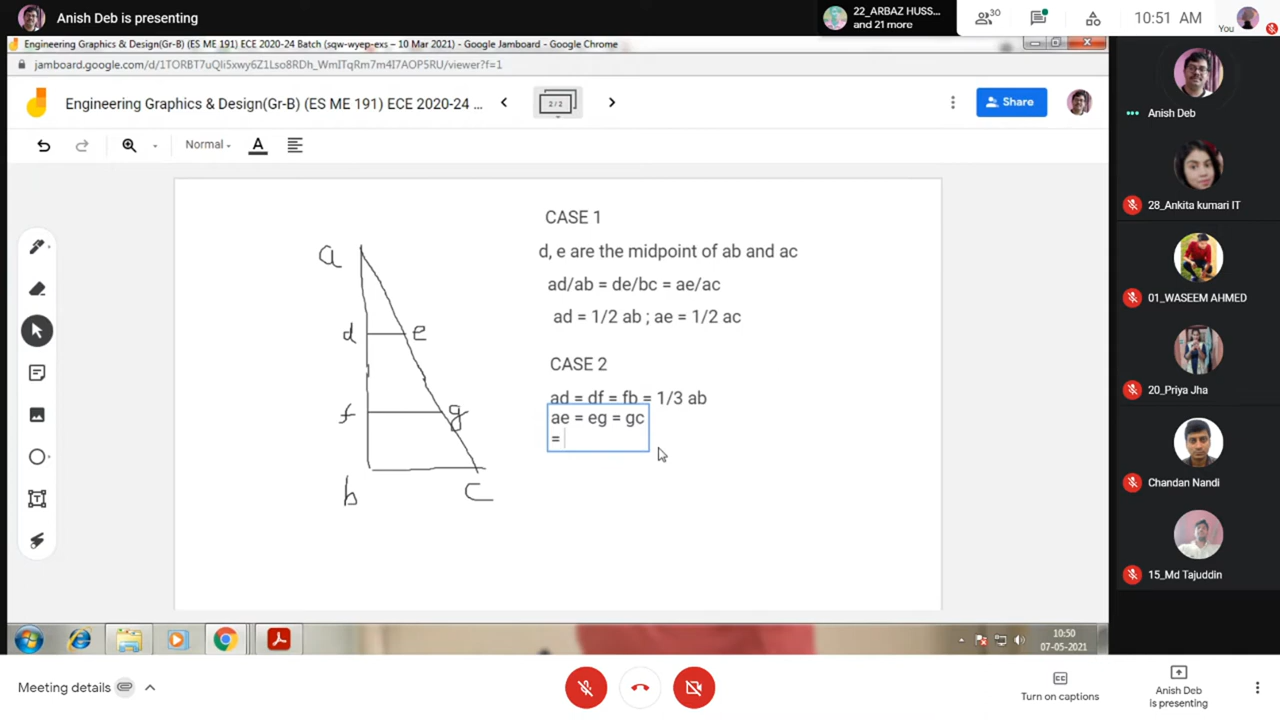 Anish Deb is presenting
22_ARBAZ HUSS...
and 21 more
30
10:51 AM
You
Engineering Graphics & Design(Gr-B) (ES ME 191) ECE 2020-24 Batch (sqw-wyep-exs – 10 Mar 2021) - Google Jamboard - Google Chrome
jamboard.google.com/d/1TORBT7uQli5xwy6Z1Lso8RDh_WmITqRm7m4I7AOP5RU/viewer?f=1
Engineering Graphics & Design(Gr-B) (ES ME 191) ECE 2020-24 ...
2/2
Share
Normal
A
CASE 1
d, e are the midpoint of ab and ac
ad/ab = de/bc = ae/ac
ad = 1/2 ab ; ae = 1/2 ac
CASE 2
ad = df = fb = 1/3 ab
ae = eg = gc
=
a
d e
f g
b c
Anish Deb
28_Ankita kumari IT
01_WASEEM AHMED
20_Priya Jha
Chandan Nandi
15_Md Tajuddin
10:50
07-05-2021
Meeting details
Turn on captions
Anish Deb
is presenting